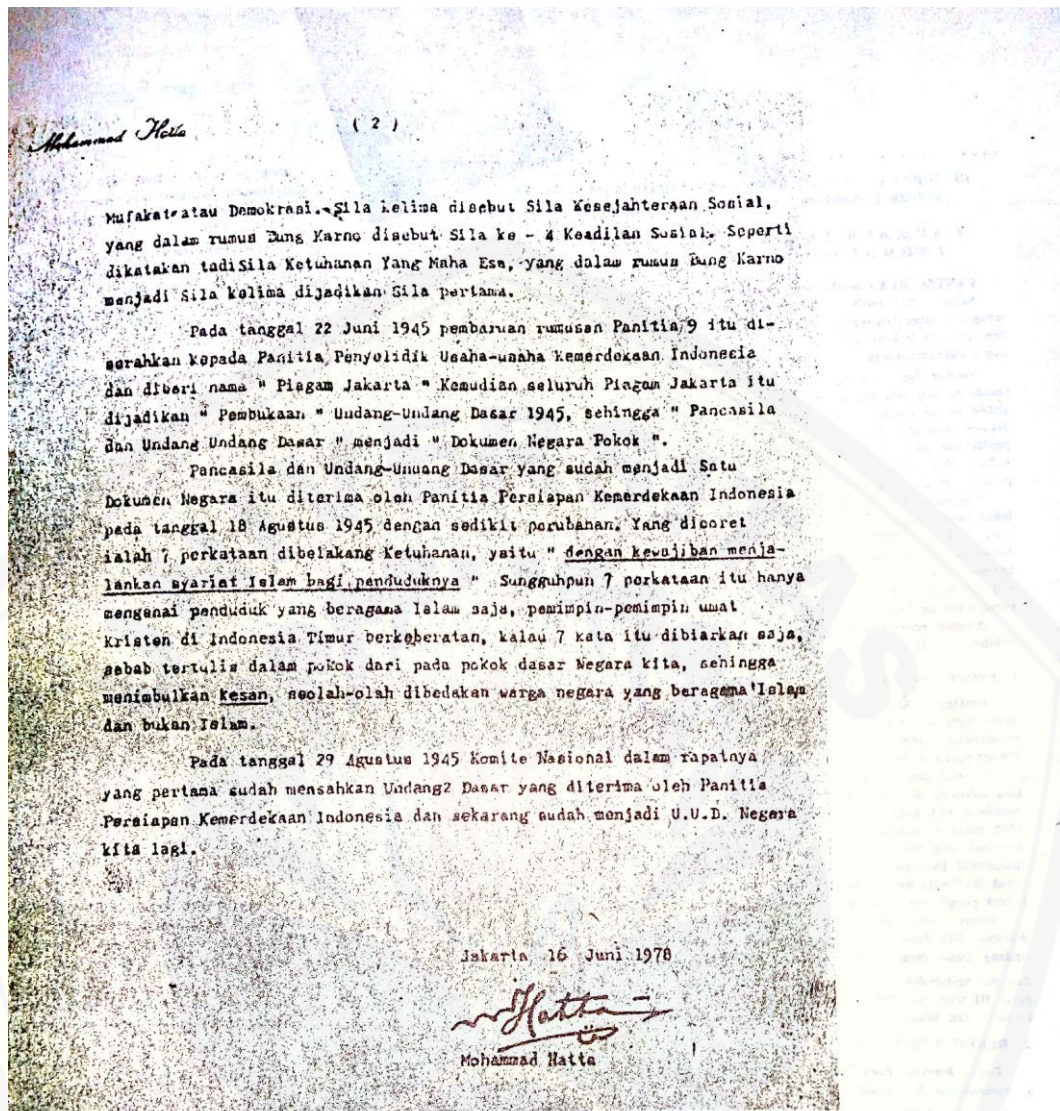 Mohammad Hatta
( 2 )
Mufakat atau Demokrasi. Sila kelima disebut Sila Kesejahteraan Sosial,
yang dalam rumus Bung Karno disebut Sila ke - 4 Keadilan Sosial. Seperti
dikatakan tadi Sila Ketuhanan Yang Maha Esa, yang dalam rumus Bung Karno
menjadi Sila kelima dijadikan Sila pertama.
Pada tanggal 22 Juni 1945 pembaruan rumusan Panitia 9 itu di-
serahkan kepada Panitia Penyelidik Usaha-usaha Kemerdekaan Indonesia
dan diberi nama " Piagam Jakarta " Kemudian seluruh Piagam Jakarta itu
dijadikan " Pembukaan " Undang-Undang Dasar 1945, sehingga " Pancasila
dan Undang Undang Dasar " menjadi " Dokumen Negara Pokok ".
Pancasila dan Undang-Undang Dasar yang sudah menjadi Satu
Dokumen Negara itu diterima oleh Panitia Persiapan Kemerdekaan Indonesia
pada tanggal 18 Agustus 1945 dengan sedikit perubahan. Yang dicoret
ialah 7 perkataan dibelakang Ketuhanan, yaitu " dengan kewajiban menja-
lankan syariat Islam bagi penduduknya " Sungguhpun 7 perkataan itu hanya
mengenai penduduk yang beragama Islam saja, pemimpin-pemimpin umat
Kristen di Indonesia Timur berkeberatan, kalau 7 kata itu dibiarkan saja,
sebab tertulis dalam pokok dari pada pokok dasar Negara kita, sehingga
menimbulkan kesan, seolah-olah dibedakan warga negara yang beragama Islam
dan bukan Islam.
Pada tanggal 29 Agustus 1945 Komite Nasional dalam rapatnya
yang pertama sudah mensahkan Undang2 Dasar yang diterima oleh Panitia
Persiapan Kemerdekaan Indonesia dan sekarang sudah menjadi U.U.D. Negara
kita lagi.
Jakarta 16 Juni 1978
Hatta
Mohammad Hatta